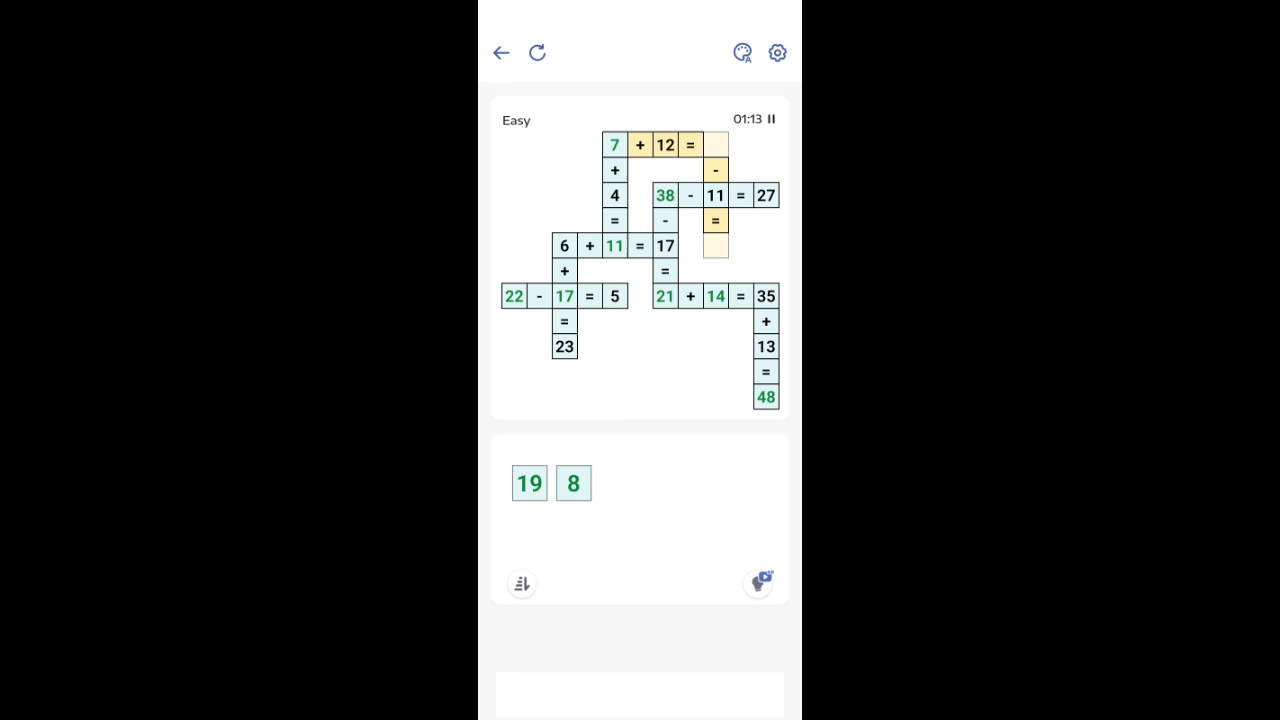 Easy 01:13
7 + 12 =
+ -
4 38 - 11 = 27
= - =
6 + 11 = 17
+ =
22 - 17 = 5 21 + 14 = 35
= +
23 13
=
48
19 8